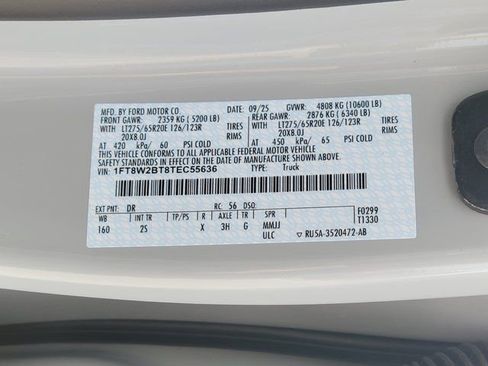 MFD. BY FORD MOTOR CO. DATE: 09/25 GVWR: 4808 KG (10600 LB)
FRONT GAWR: 2359 KG ( 5200 LB) REAR GAWR: 2876 KG ( 6340 LB)
WITH LT275/65R20E 126/123R TIRES WITH LT275/65R20E 126/123R TIRES
20X8.0J RIMS 20X8.0J RIMS
AT 420 kPa/ 60 PSI COLD AT 450 kPa/ 65 PSI COLD
THIS VEHICLE CONFORMS TO ALL APPLICABLE FEDERAL MOTOR VEHICLE
SAFETY STANDARDS IN EFFECT ON THE DATE OF MANUFACTURE SHOWN ABOVE.
VIN: 1FT8W2BT8TEC55636 TYPE: Truck
EXT PNT: DR RC: 56 DSO: F0299
WB INT TR TP/PS R AXLE TR SPR T1330
160 2S X 3H G MMJJ
ULC RU5A-3520472-AB